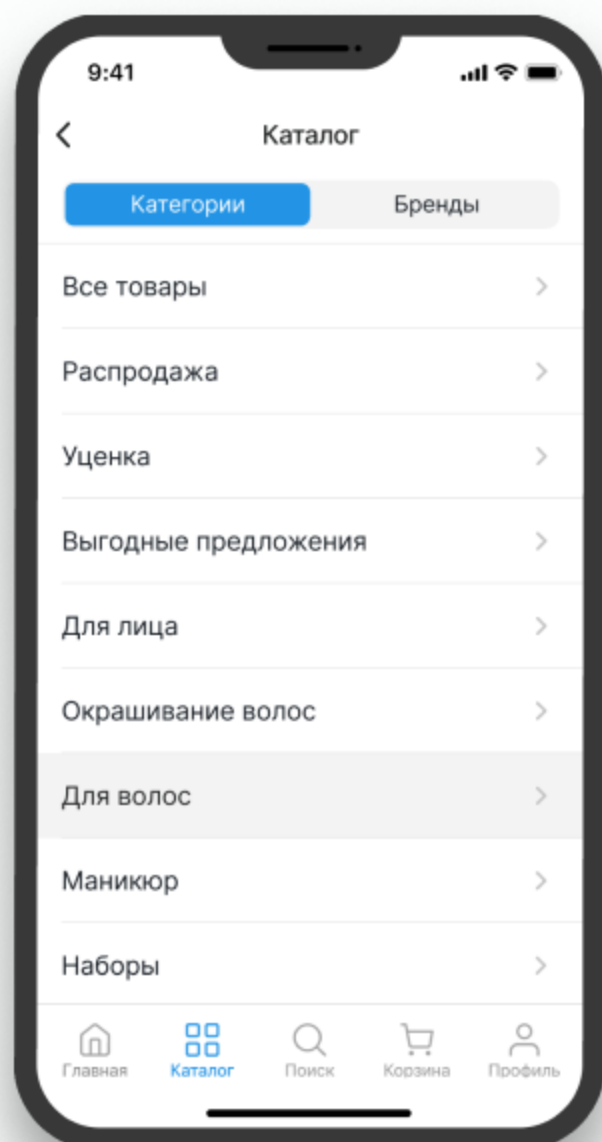 9:41
Каталог
Категории Бренды
Все товары
Распродажа
Уценка
Выгодные предложения
Для лица
Окрашивание волос
Для волос
Маникюр
Наборы
Главная Каталог Поиск Корзина Профиль